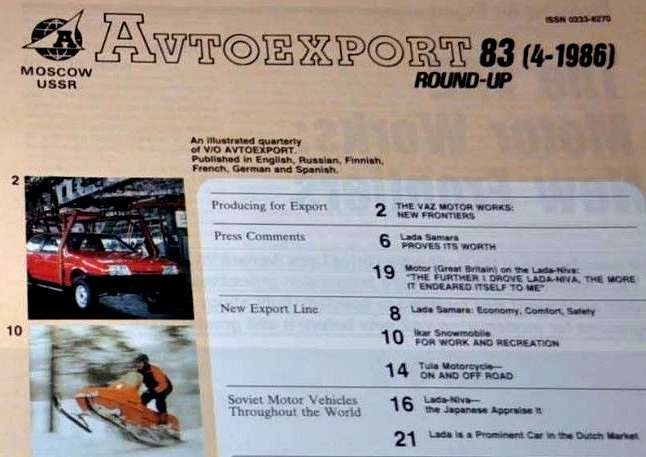 ISSN 0233-6270
AVTOEXPORT 83 (4-1986)
ROUND-UP
MOSCOW
USSR
An illustrated quarterly
of V/O AVTOEXPORT.
Published in English, Russian, Finnish,
French, German and Spanish.
2
10
Producing for Export 2 THE VAZ MOTOR WORKS:
NEW FRONTIERS
Press Comments 6 Lada Samara
PROVES ITS WORTH
19 Motor (Great Britain) on the Lada-Niva:
"THE FURTHER I DROVE LADA-NIVA, THE MORE
IT ENDEARED ITSELF TO ME"
New Export Line 8 Lada Samara: Economy, Comfort, Safety
10 Ikar Snowmobile
FOR WORK AND RECREATION
14 Tula Motorcycle—
ON AND OFF ROAD
Soviet Motor Vehicles
Throughout the World
16 Lada-Niva—
the Japanese Appraise it
21 Lada is a Prominent Car in the Dutch Market